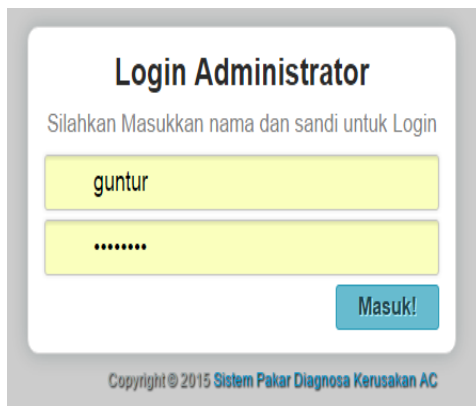 Login Administrator
Silahkan Masukkan nama dan sandi untuk Login
guntur
••••••••
Masuk!
Copyright © 2015 Sistem Pakar Diagnosa Kerusakan AC